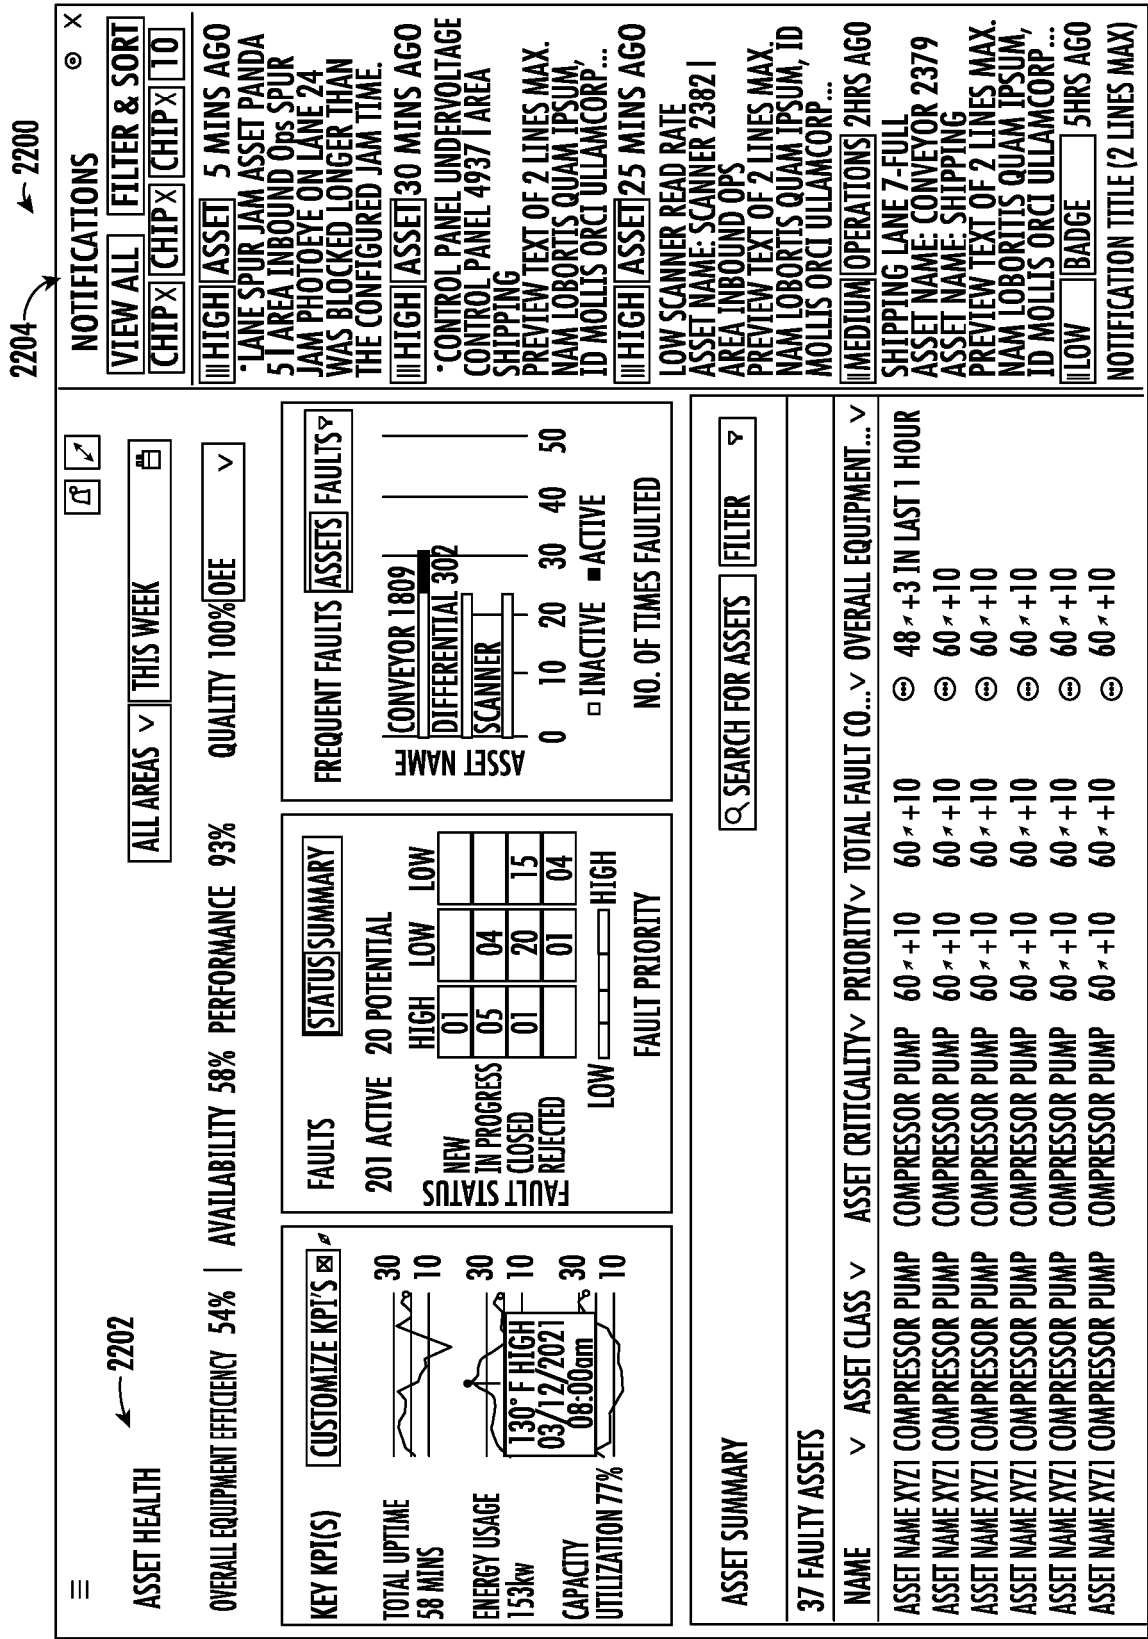 2204
2200
2202
ASSET HEALTH
ALL AREAS
THIS WEEK
OVERALL EQUIPMENT EFFICIENCY 54% | AVAILABILITY 58% PERFORMANCE 93% QUALITY 100%
OEE
KEY KPI(S)
CUSTOMIZE KPI'S
TOTAL UPTIME
58 MINS
30
10
ENERGY USAGE
153kw
30
10
130° F HIGH
03/12/2021
08:00am
CAPACITY
UTILIZATION 77%
30
10
FAULTS
STATUS SUMMARY
201 ACTIVE 20 POTENTIAL
HIGH LOW LOW
FAULT STATUS
NEW 01
IN PROGRESS 05 04
CLOSED 01 20 15
REJECTED 01 04
LOW HIGH
FAULT PRIORITY
FREQUENT FAULTS ASSETS FAULTS
ASSET NAME
CONVEYOR 1809
DIFFERENTIAL 302
SCANNER
0 10 20 30 40 50
INACTIVE ACTIVE
NO. OF TIMES FAULTED
ASSET SUMMARY
SEARCH FOR ASSETS
FILTER
37 FAULTY ASSETS
NAME ASSET CLASS ASSET CRITICALITY PRIORITY TOTAL FAULT CO... OVERALL EQUIPMENT...
ASSET NAME XYZ1 COMPRESSOR PUMP COMPRESSOR PUMP 60 +10 60 +10 48 +3 IN LAST 1 HOUR
ASSET NAME XYZ1 COMPRESSOR PUMP COMPRESSOR PUMP 60 +10 60 +10 60 +10
ASSET NAME XYZ1 COMPRESSOR PUMP COMPRESSOR PUMP 60 +10 60 +10 60 +10
ASSET NAME XYZ1 COMPRESSOR PUMP COMPRESSOR PUMP 60 +10 60 +10 60 +10
ASSET NAME XYZ1 COMPRESSOR PUMP COMPRESSOR PUMP 60 +10 60 +10 60 +10
ASSET NAME XYZ1 COMPRESSOR PUMP COMPRESSOR PUMP 60 +10 60 +10 60 +10
NOTIFICATIONS X
VIEW ALL FILTER & SORT
CHIP X CHIP X CHIP X 10
HIGH ASSET 5 MINS AGO
•LANE SPUR JAM ASSET PANDA
5 | AREA INBOUND Ops SPUR
JAM PHOTOEYE ON LANE 24
WAS BLOCKED LONGER THAN
THE CONFIGURED JAM TIME.
HIGH ASSET 30 MINS AGO
•CONTROL PANEL UNDERVOLTAGE
CONTROL PANEL 4937 | AREA
SHIPPING
PREVIEW TEXT OF 2 LINES MAX.
NAM LOBORTIS QUAM IPSUM,
ID MOLLIS ORCI ULLAMCORP...
HIGH ASSET 25 MINS AGO
LOW SCANNER READ RATE
ASSET NAME: SCANNER 2382 |
AREA INBOUND OPS
PREVIEW TEXT OF 2 LINES MAX.
NAM LOBORTIS QUAM IPSUM, ID
MOLLIS ORCI ULLAMCORP...
MEDIUM OPERATIONS 2HRS AGO
SHIPPING LANE 7-FULL
ASSET NAME: CONVEYOR 2379
ASSET NAME: SHIPPING
PREVIEW TEXT OF 2 LINES MAX.
NAM LOBORITIS QUAM IPSUM,
ID MOLLIS ORCI ULLAMCORP...
LOW BADGE 5HRS AGO
NOTIFICATION TITLE (2 LINES MAX)